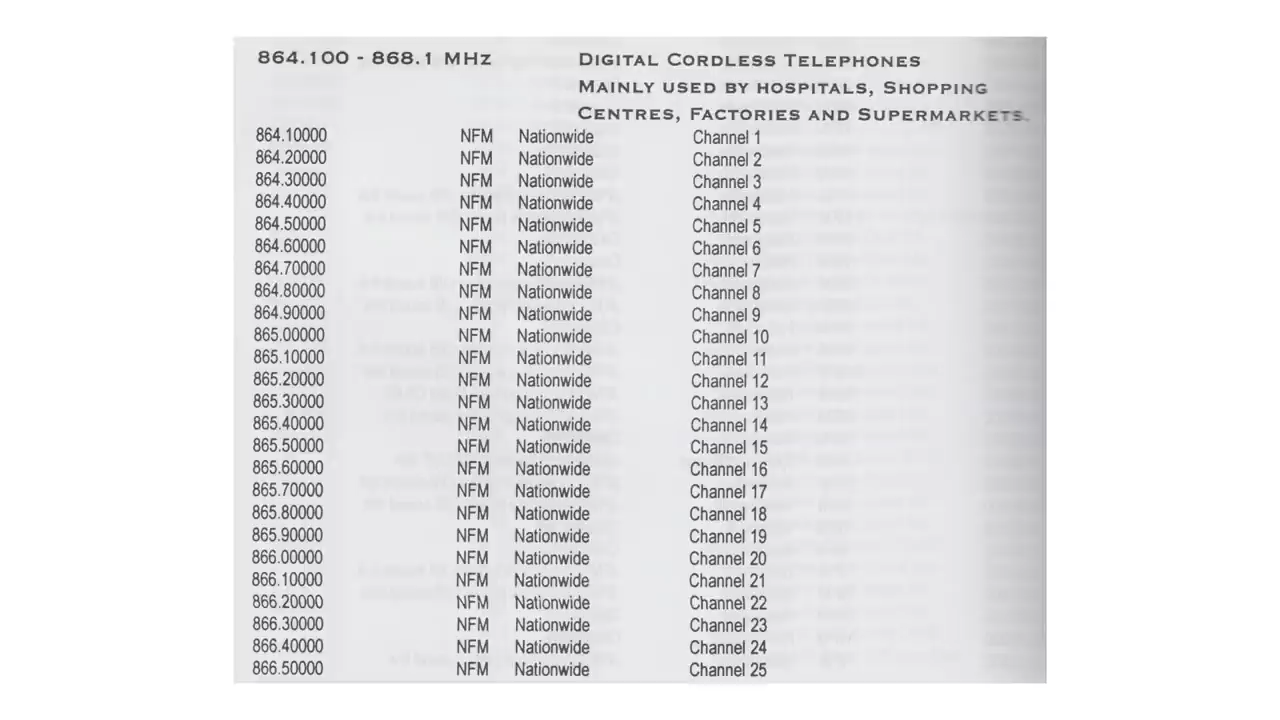 864.100 - 868.1 MHz DIGITAL CORDLESS TELEPHONES
MAINLY USED BY HOSPITALS, SHOPPING
CENTRES, FACTORIES AND SUPERMARKETS.
864.10000 NFM Nationwide Channel 1
864.20000 NFM Nationwide Channel 2
864.30000 NFM Nationwide Channel 3
864.40000 NFM Nationwide Channel 4
864.50000 NFM Nationwide Channel 5
864.60000 NFM Nationwide Channel 6
864.70000 NFM Nationwide Channel 7
864.80000 NFM Nationwide Channel 8
864.90000 NFM Nationwide Channel 9
865.00000 NFM Nationwide Channel 10
865.10000 NFM Nationwide Channel 11
865.20000 NFM Nationwide Channel 12
865.30000 NFM Nationwide Channel 13
865.40000 NFM Nationwide Channel 14
865.50000 NFM Nationwide Channel 15
865.60000 NFM Nationwide Channel 16
865.70000 NFM Nationwide Channel 17
865.80000 NFM Nationwide Channel 18
865.90000 NFM Nationwide Channel 19
866.00000 NFM Nationwide Channel 20
866.10000 NFM Nationwide Channel 21
866.20000 NFM Nationwide Channel 22
866.30000 NFM Nationwide Channel 23
866.40000 NFM Nationwide Channel 24
866.50000 NFM Nationwide Channel 25